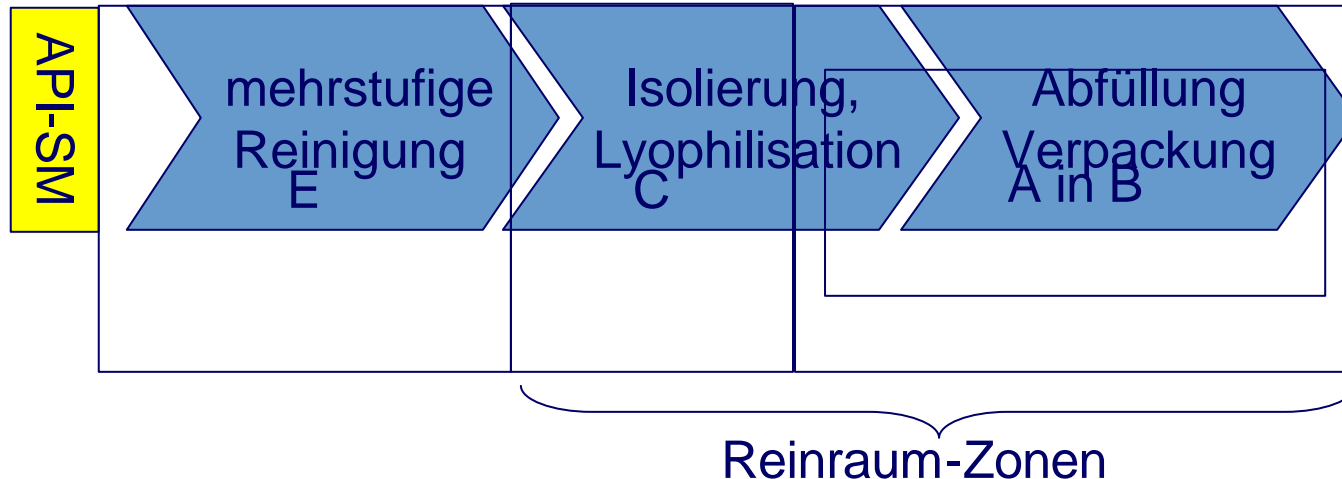 API-SM
mehrstufige
Reinigung
E
Isolierung,
Lyophilisation
C
Abfüllung
Verpackung
A in B
Reinraum-Zonen